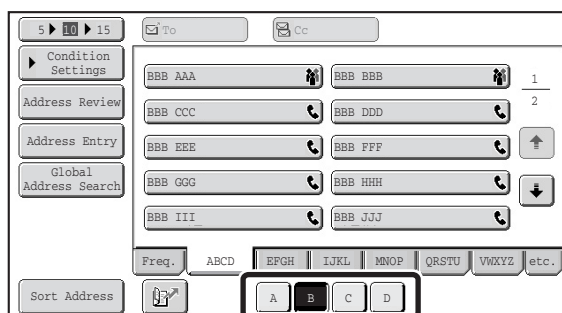 5 10 15
To
Cc
Condition
Settings
Address Review
Address Entry
Global
Address Search
Sort Address
BBB AAA
BBB BBB
BBB CCC
BBB DDD
BBB EEE
BBB FFF
BBB GGG
BBB HHH
BBB III
BBB JJJ
1
2
Freq.
ABCD
EFGH
IJKL
MNOP
QRSTU
VWXYZ
etc.
A
B
C
D